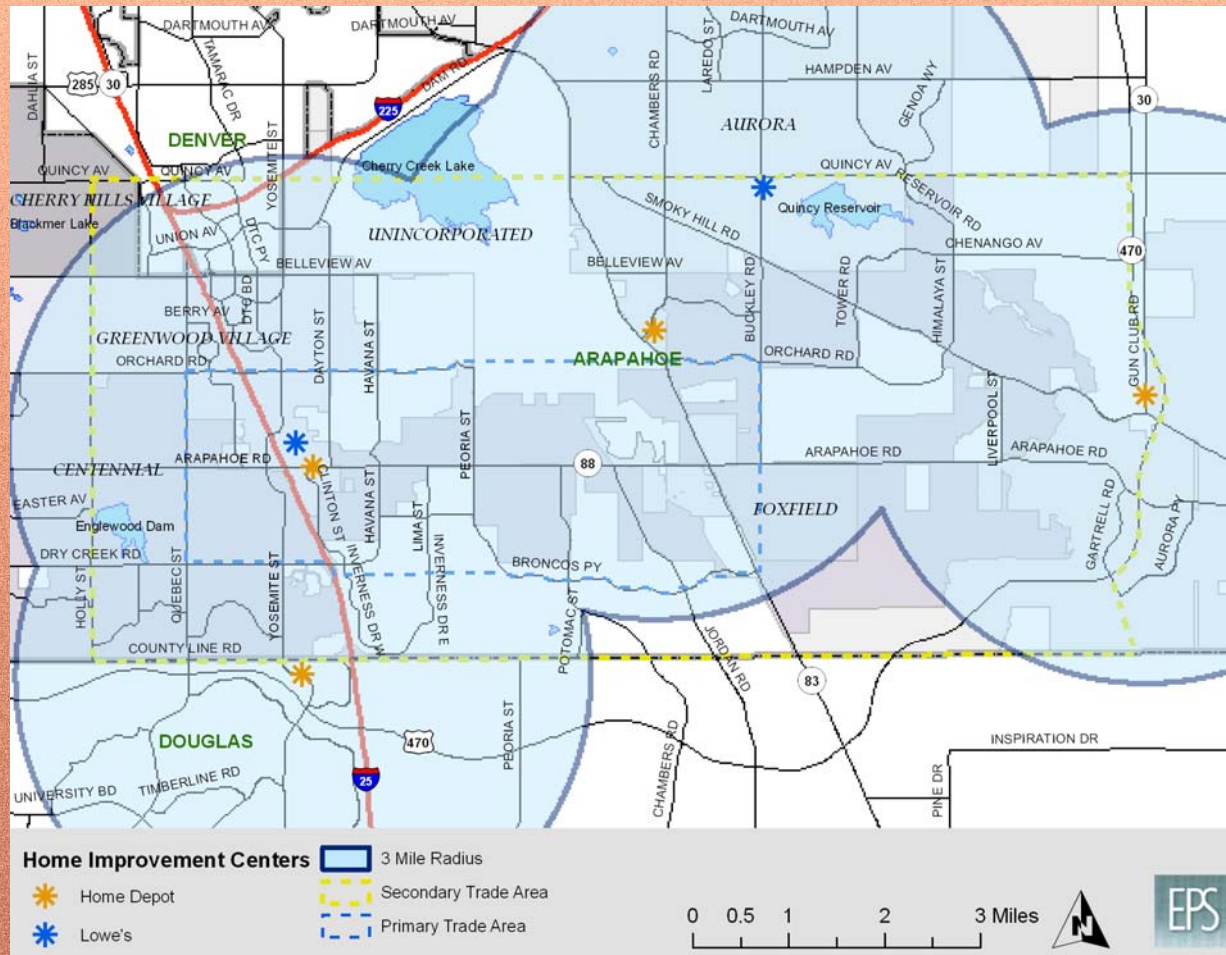 DARTMOUTH AV
DARTMOUTH AV
DARTMOUTH AV
DAHLIA ST
285
30
TAMARAC DR
DAM RD
225
DENVER
YOSEMITE ST
CHAMBERS RD
LAREDO ST
HAMPDEN AV
GENOA WY
30
AURORA
QUINCY AV
QUINCY AV
Cherry Creek Lake
QUINCY AV
CHERRY HILLS VILLAGE
Blackmer Lake
UNION AV
DTC PY
UNINCORPORATED
SMOKY HILL RD
Quincy Reservoir
RESERVOIR RD
CHENANGO AV
470
BELLEVIEW AV
BELLEVIEW AV
BUCKLEY RD
TOWER RD
HIMALAYA ST
GUN CLUB RD
BERRY AV
DTC BD
GREENWOOD VILLAGE
DAYTON ST
HAVANA ST
ORCHARD RD
ARAPAHOE
ORCHARD RD
LIVERPOOL ST
PEORIA ST
ARAPAHOE RD
88
ARAPAHOE RD
ARAPAHOE RD
CENTENNIAL
CLINTON ST
HAVANA ST
LIMA ST
EASTER AV
Englewood Dam
FOXFIELD
GARTRELL RD
AURORA PY
DRY CREEK RD
BRONCOS PY
HOLLY ST
QUEBEC ST
YOSEMITE ST
INVERNESS DR W
INVERNESS DR E
POTOMAC ST
JORDAN RD
COUNTY LINE RD
83
DOUGLAS
470
PEORIA ST
CHAMBERS RD
INSPIRATION DR
TIMBERLINE RD
UNIVERSITY BD
25
PINE DR
Home Improvement Centers
Home Depot
Lowe's
3 Mile Radius
Secondary Trade Area
Primary Trade Area
0 0.5 1 2 3 Miles
N
EPS